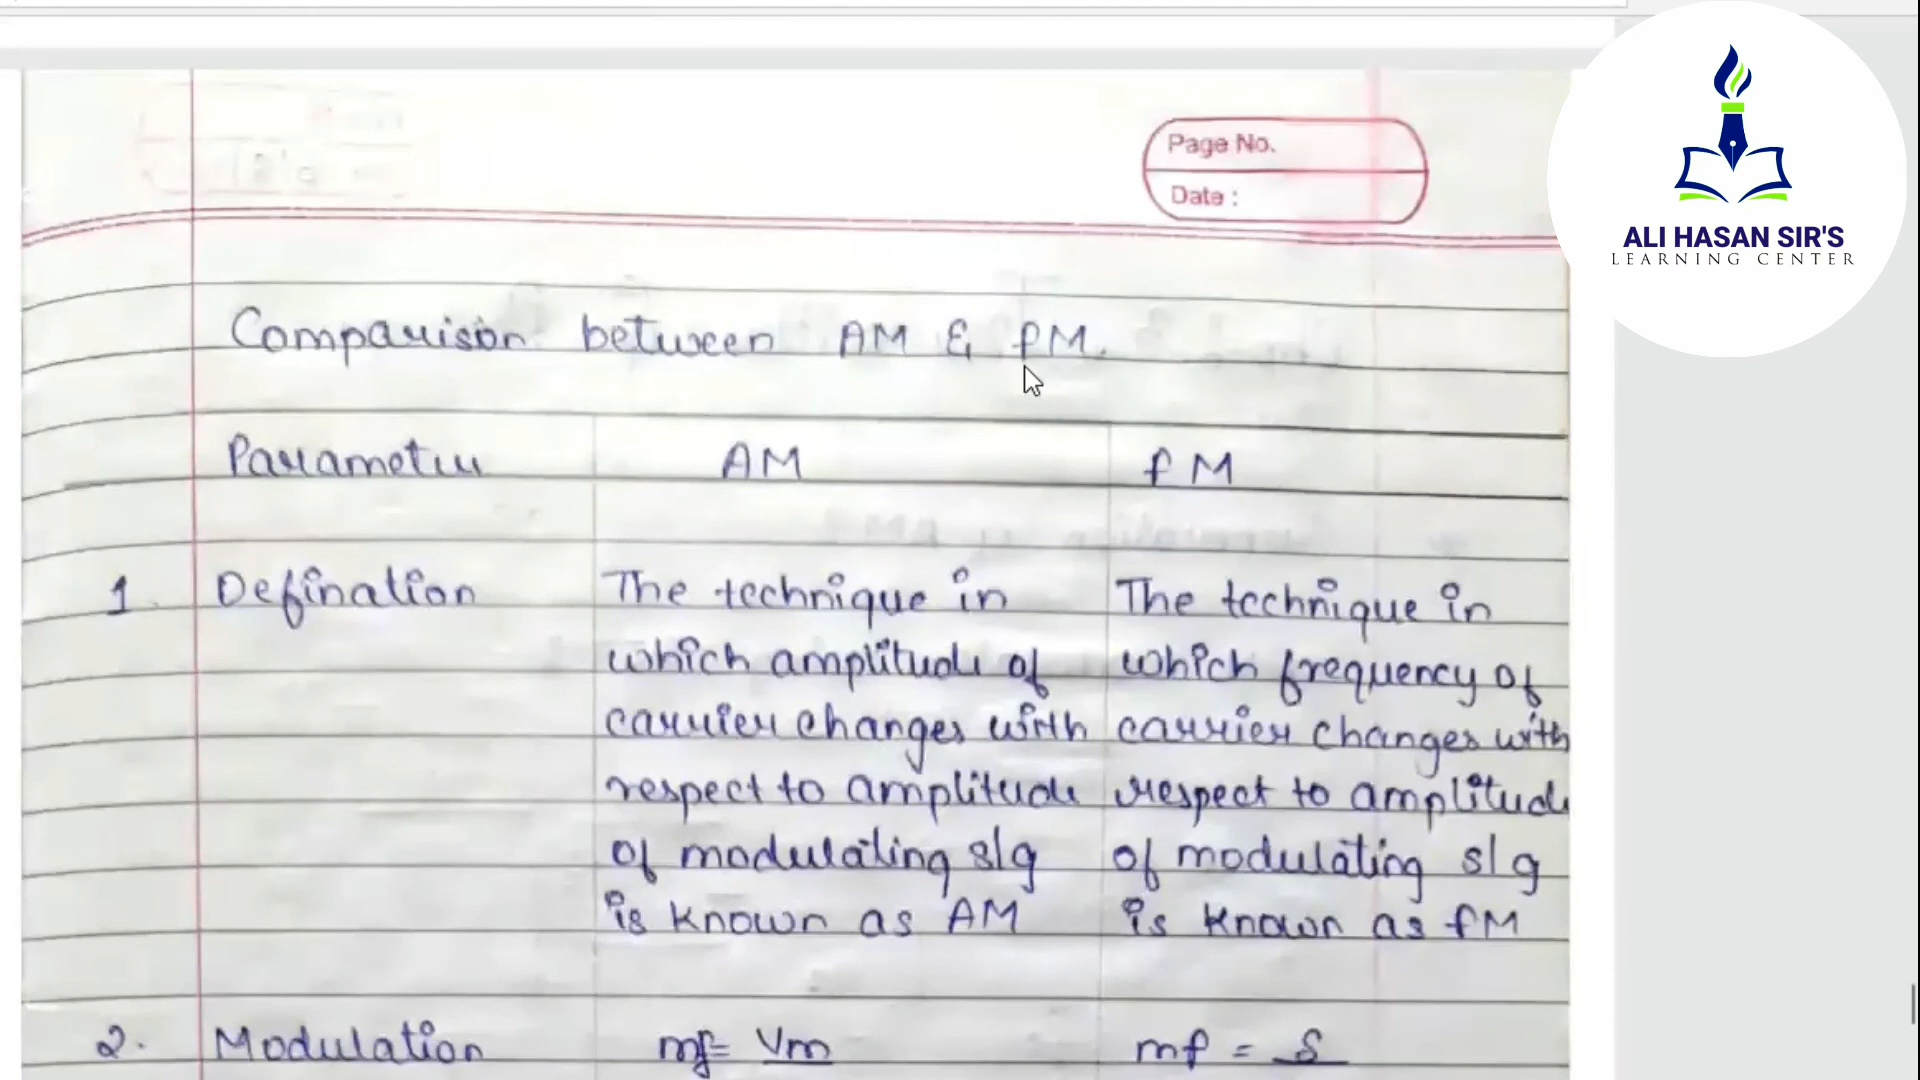 Page No.
Date :
ALI HASAN SIR'S
LEARNING CENTER
Comparision between AM & fM.
Parameter AM fM
1. Defination The technique in The technique in
which amplitude of which frequency of
carrier changes with carrier changes with
respect to amplitude respect to amplitude
of modulating s/g of modulating s/g
is known as AM is known as fM
2. Modulation mf= Vm mf = δ